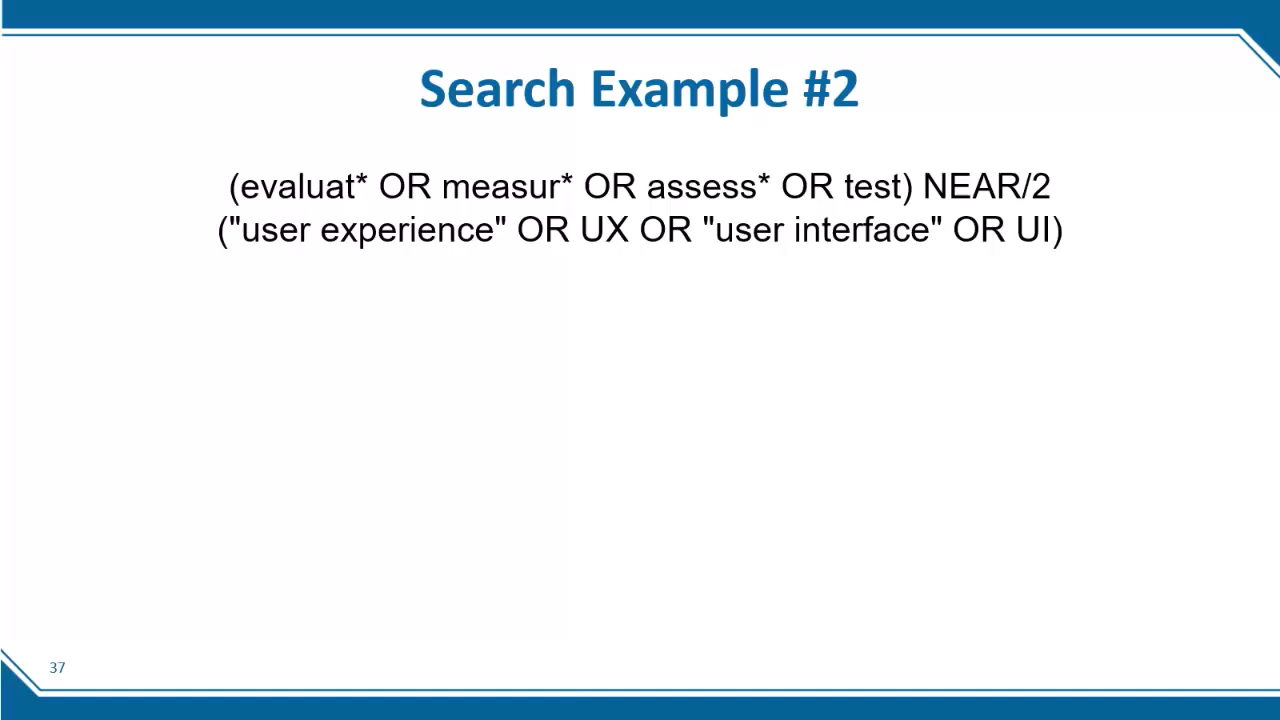 Search Example #2
(evaluat* OR measur* OR assess* OR test) NEAR/2
("user experience" OR UX OR "user interface" OR UI)
37